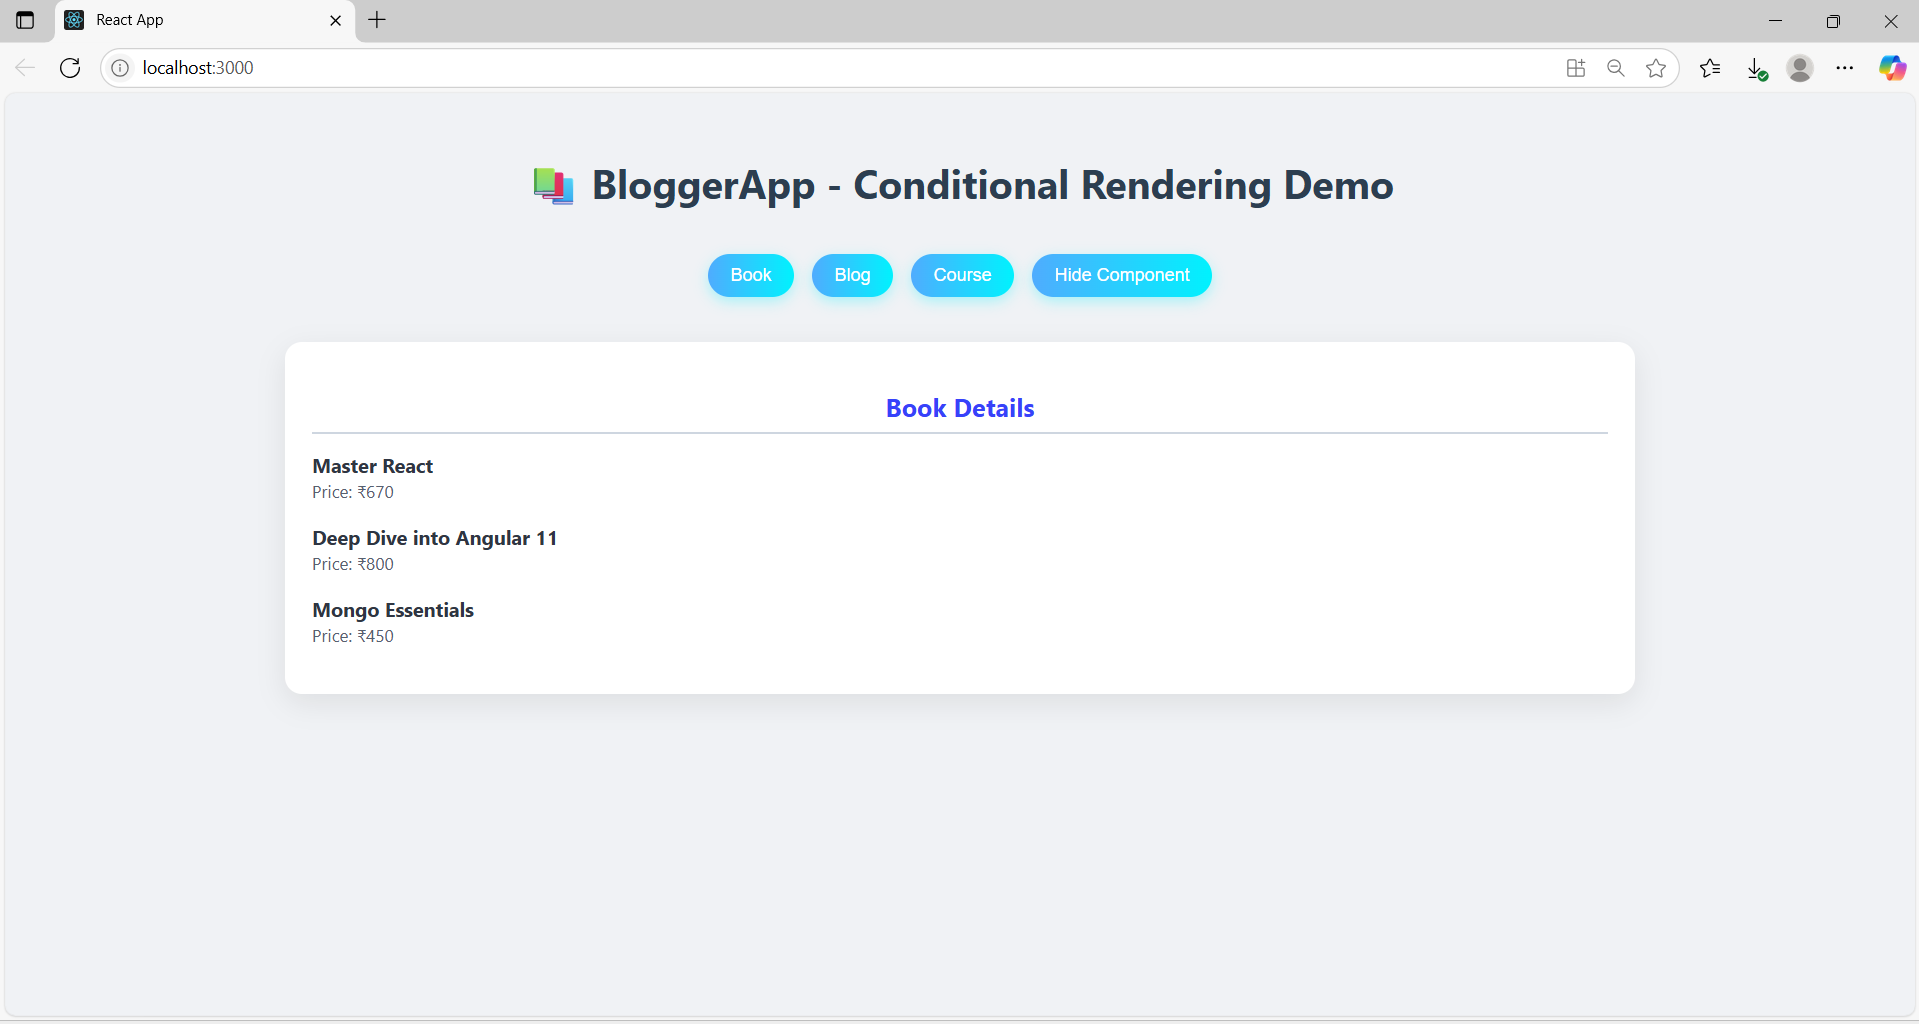 React App
localhost:3000
📚 BloggerApp - Conditional Rendering Demo
Book Blog Course Hide Component
Book Details
Master React
Price: ₹670
Deep Dive into Angular 11
Price: ₹800
Mongo Essentials
Price: ₹450